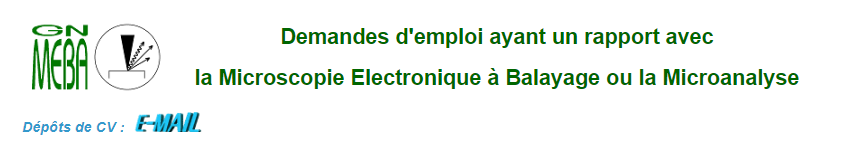 GN
MEBA
Demandes d'emploi ayant un rapport avec
la Microscopie Electronique à Balayage ou la Microanalyse
Dépôts de CV : E-MAIL